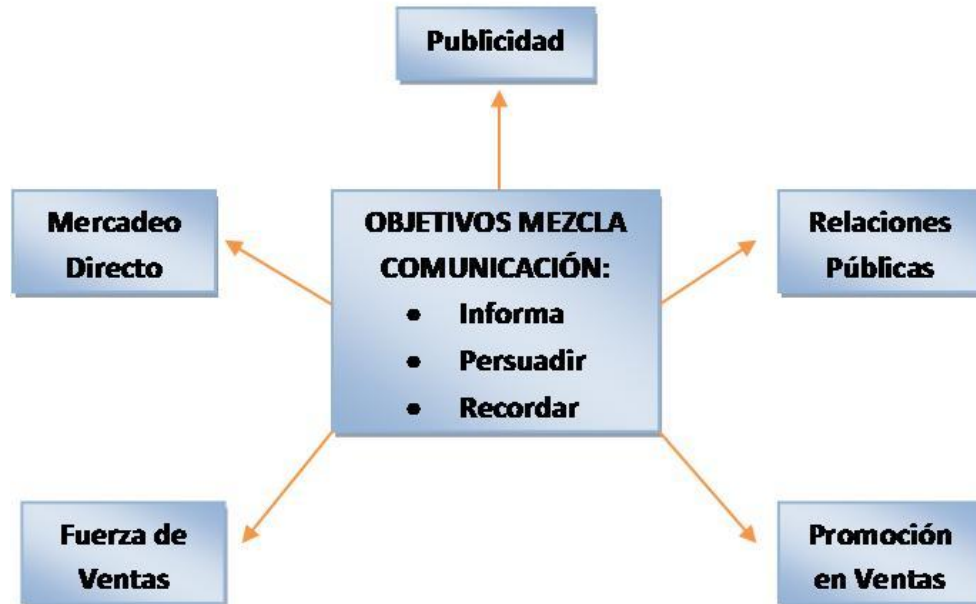 Publicidad
Mercadeo
Directo
OBJETIVOS MEZCLA
COMUNICACIÓN:
• Informa
• Persuadir
• Recordar
Relaciones
Públicas
Fuerza de
Ventas
Promoción
en Ventas